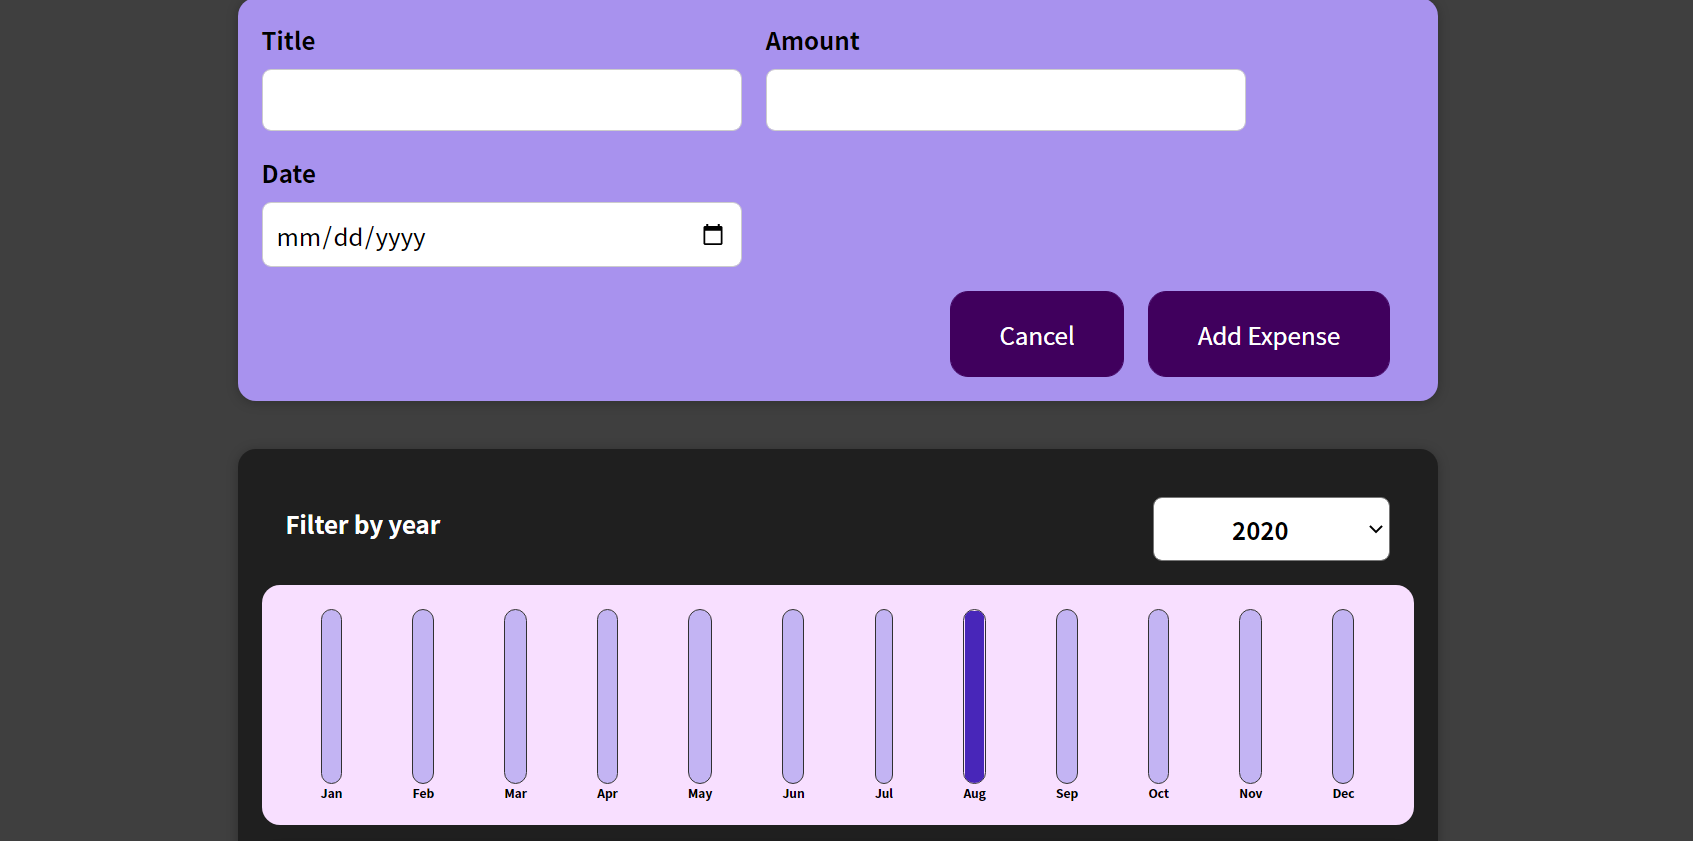 Title Amount
Date
mm/dd/yyyy
Cancel Add Expense
Filter by year 2020
Jan Feb Mar Apr May Jun Jul Aug Sep Oct Nov Dec